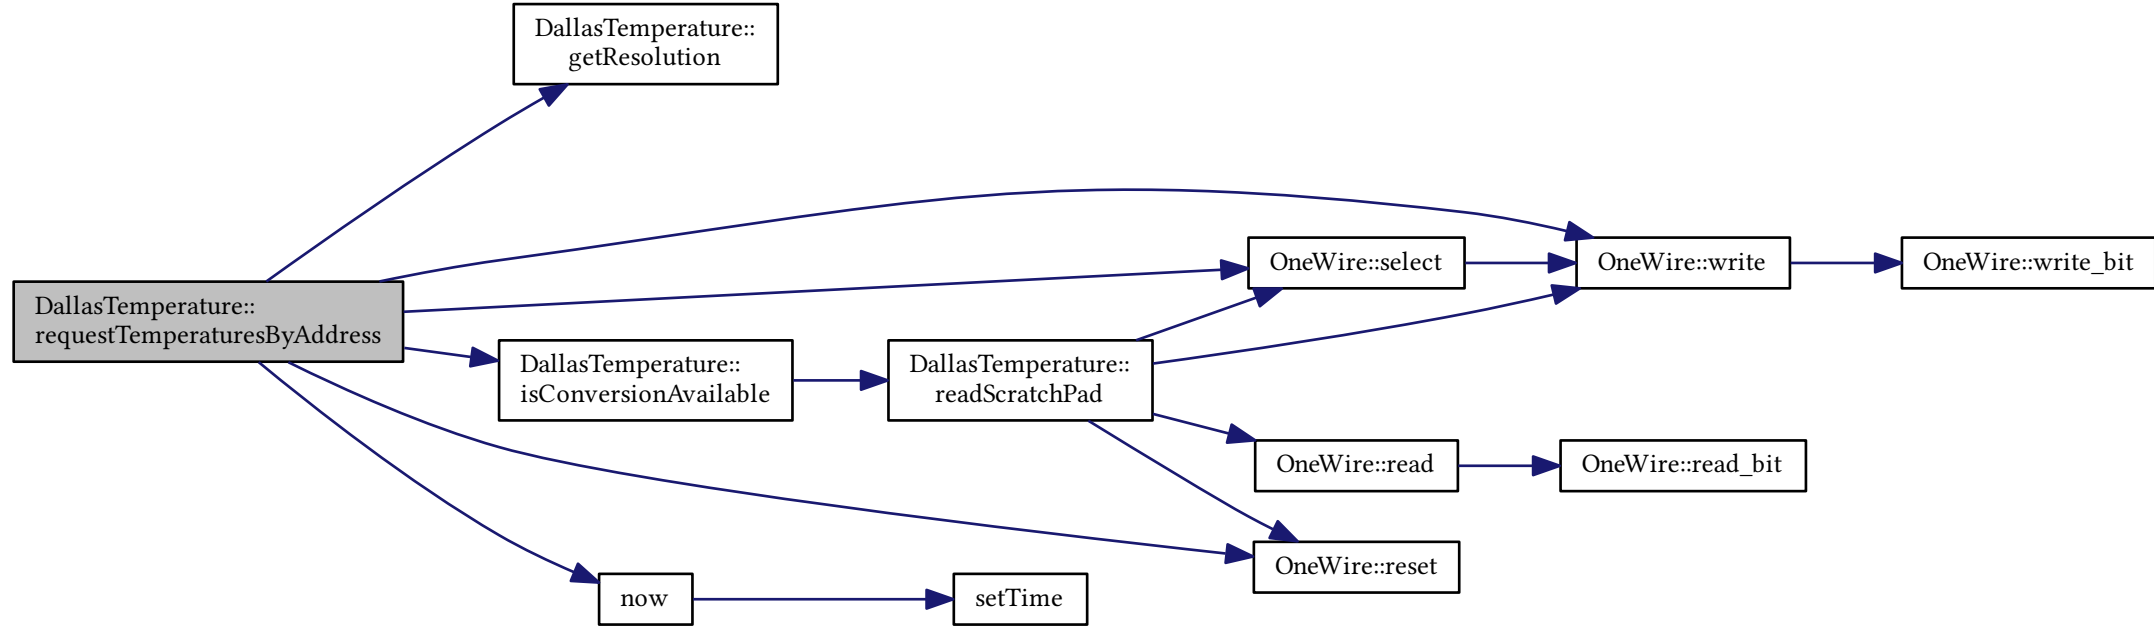 DallasTemperature::
getResolution
OneWire::select
OneWire::write
OneWire::write_bit
DallasTemperature::
requestTemperaturesByAddress
DallasTemperature::
isConversionAvailable
DallasTemperature::
readScratchPad
OneWire::read
OneWire::read_bit
OneWire::reset
now
setTime